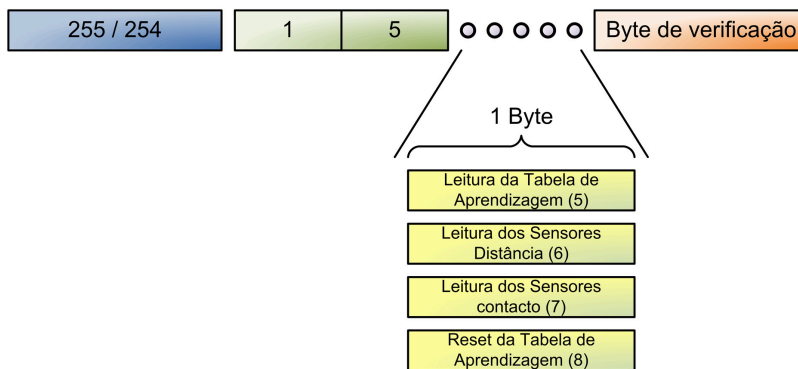 255 / 254
1
5
Byte de verificação
1 Byte
Leitura da Tabela de
Aprendizagem (5)
Leitura dos Sensores
Distância (6)
Leitura dos Sensores
contacto (7)
Reset da Tabela de
Aprendizagem (8)